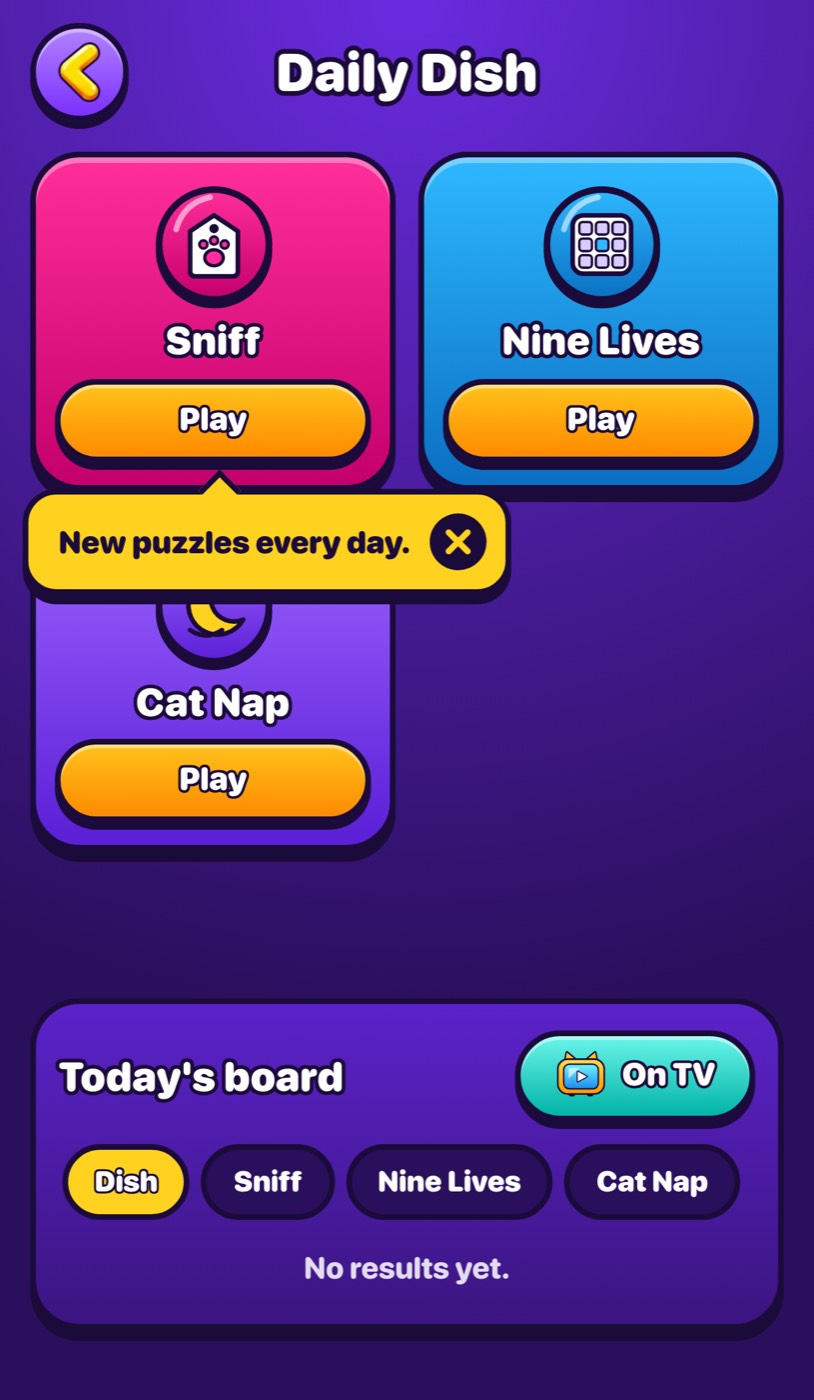 Daily Dish
Sniff
Nine Lives
Play
Play
New puzzles every day.
Cat Nap
Play
Today's board
On TV
Dish
Sniff
Nine Lives
Cat Nap
No results yet.